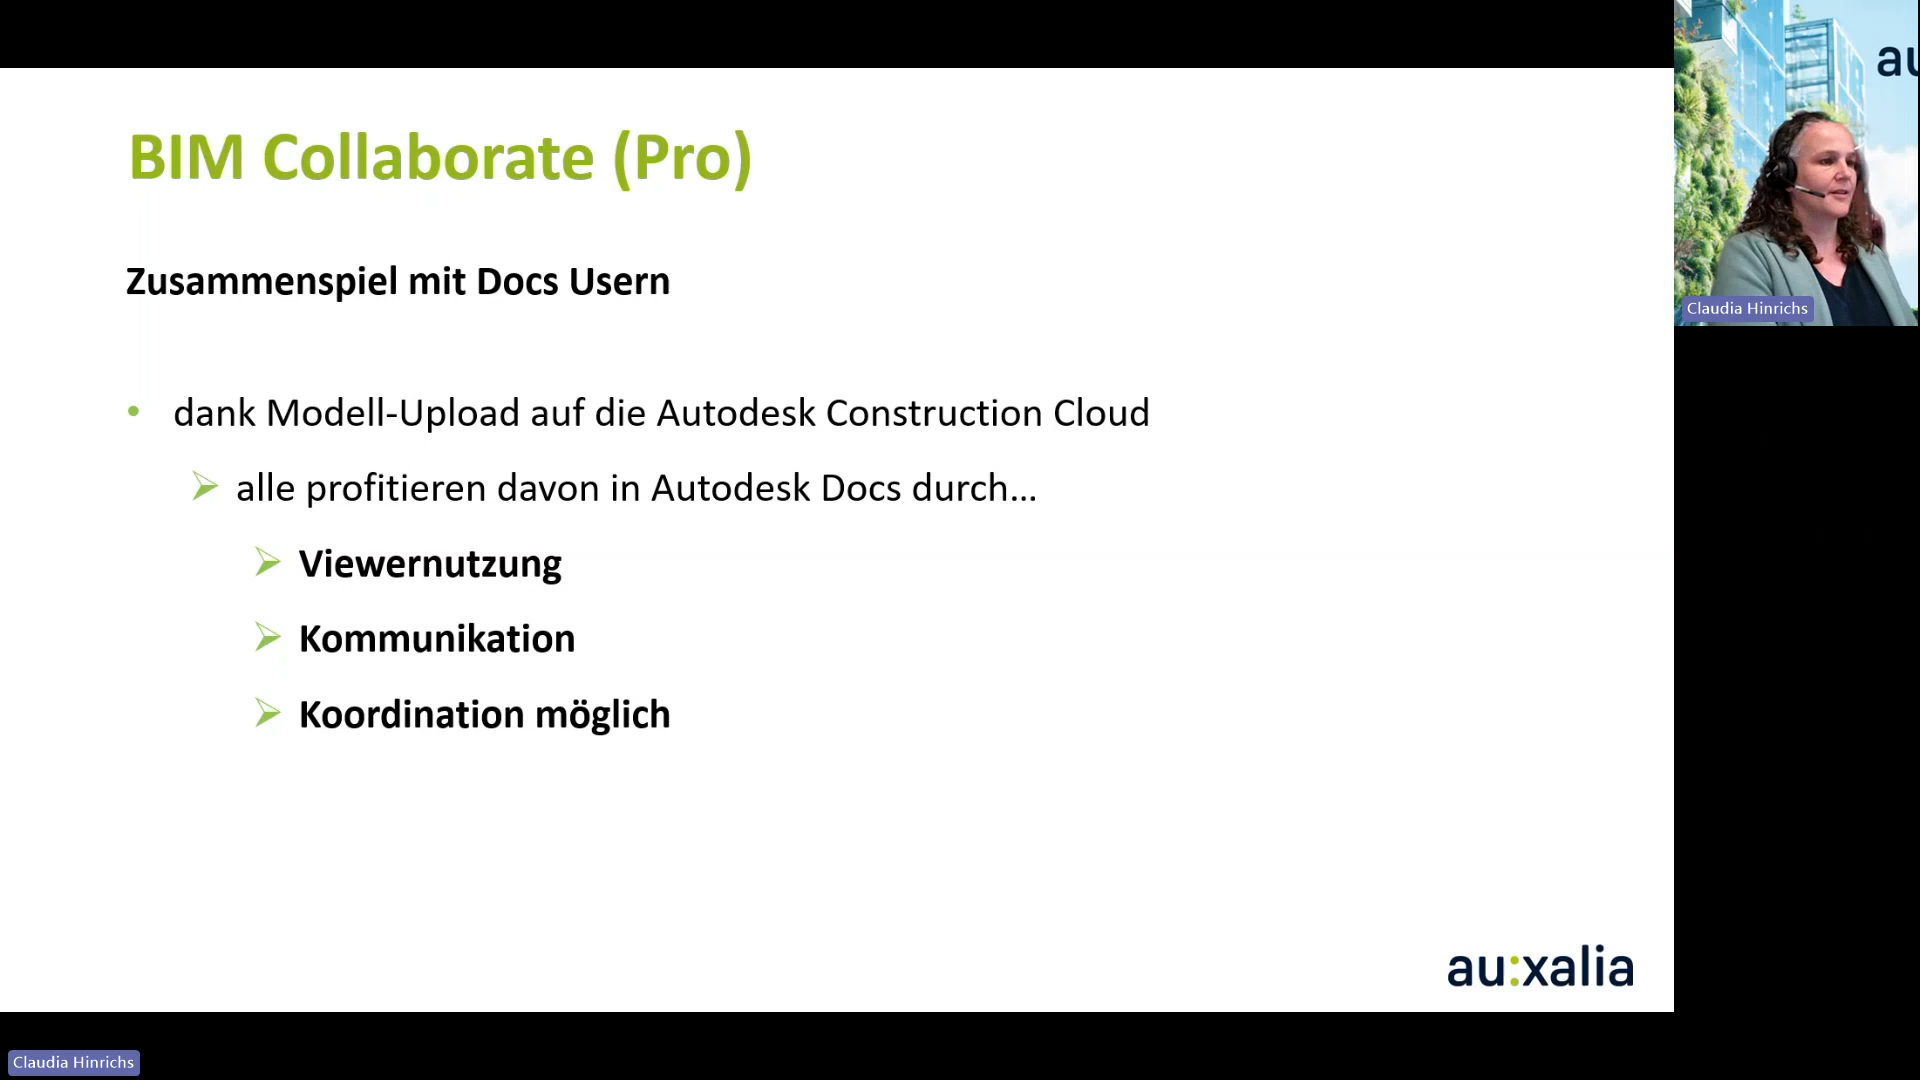 BIM Collaborate (Pro)
Zusammenspiel mit Docs Usern
• dank Modell-Upload auf die Autodesk Construction Cloud
alle profitieren davon in Autodesk Docs durch...
Viewernutzung
Kommunikation
Koordination möglich
au:xalia
au
Claudia Hinrichs
Claudia Hinrichs